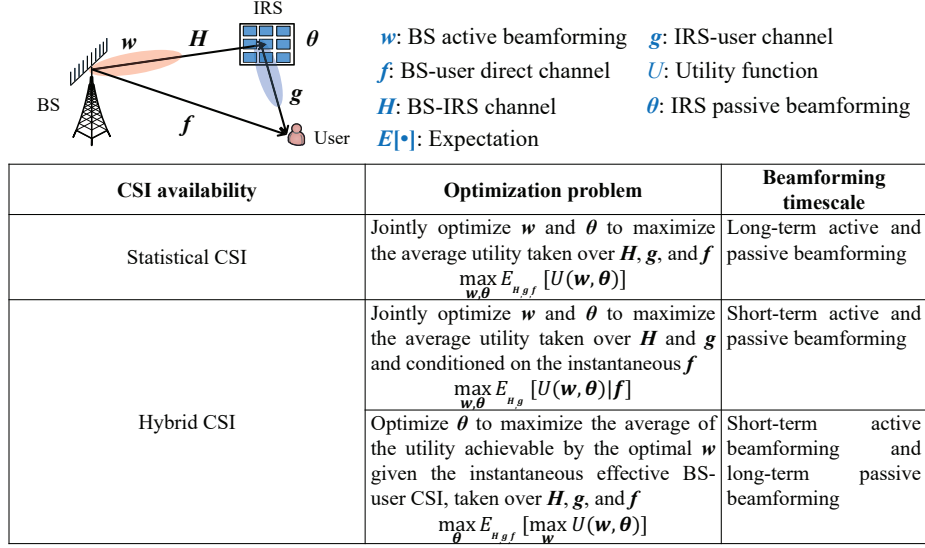 IRS
w
H
θ
BS
g
f
User
w: BS active beamforming
g: IRS-user channel
f: BS-user direct channel
U: Utility function
H: BS-IRS channel
θ: IRS passive beamforming
E[•]: Expectation
CSI availability
Optimization problem
Beamforming
timescale
Statistical CSI
Jointly optimize w and θ to maximize
the average utility taken over H, g, and f
max E_{H,g,f} [U(w, θ)]
w,θ
Long-term active and
passive beamforming
Hybrid CSI
Jointly optimize w and θ to maximize
the average utility taken over H and g
and conditioned on the instantaneous f
max E_{H,g} [U(w, θ)|f]
w,θ
Short-term active and
passive beamforming
Optimize θ to maximize the average of
the utility achievable by the optimal w
given the instantaneous effective BS-
user CSI, taken over H, g, and f
max E_{H,g,f} [max U(w, θ)]
θ w
Short-term active
beamforming and
long-term passive
beamforming